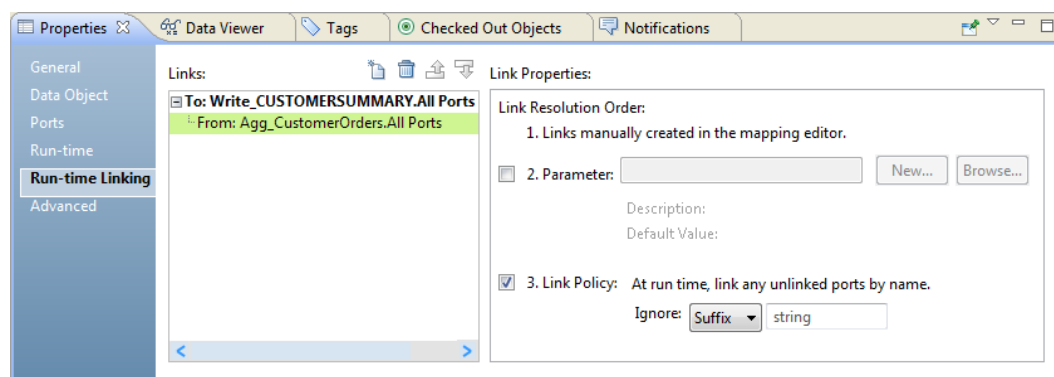 Properties Data Viewer Tags Checked Out Objects Notifications
General
Data Object
Ports
Run-time
Run-time Linking
Advanced
Links:
To: Write_CUSTOMERSUMMARY.All Ports
From: Agg_CustomerOrders.All Ports
Link Properties:
Link Resolution Order:
1. Links manually created in the mapping editor.
2. Parameter: New... Browse...
Description:
Default Value:
3. Link Policy: At run time, link any unlinked ports by name.
Ignore: Suffix string